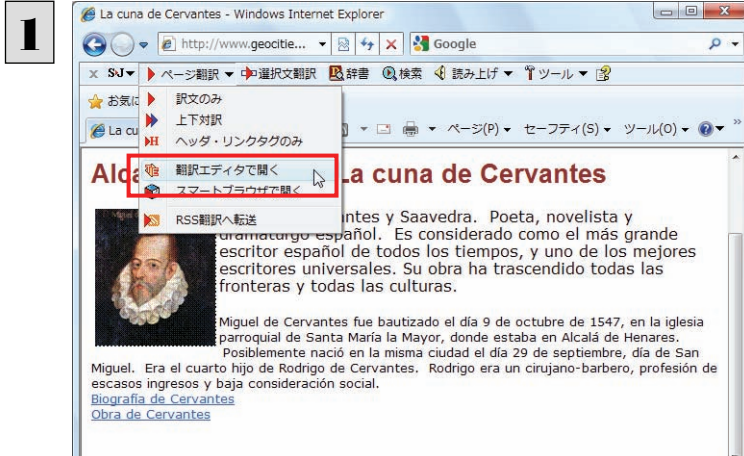 1
La cuna de Cervantes - Windows Internet Explorer
http://www.geocitie...
Google
x S›J ページ翻訳 選択文翻訳 辞書 検索 読み上げ ツール
お気に
訳文のみ
上下対訳
ヘッダ・リンクタグのみ
翻訳エディタで開く
スマートブラウザで開く
RSS翻訳へ転送
La cu
ページ(P) セーフティ(S) ツール(O)
Alca La cuna de Cervantes
antes y Saavedra. Poeta, novelista y
dramaturgo español. Es considerado como el más grande
escritor español de todos los tiempos, y uno de los mejores
escritores universales. Su obra ha trascendido todas las
fronteras y todas las culturas.
Miguel de Cervantes fue bautizado el día 9 de octubre de 1547, en la iglesia
parroquial de Santa María la Mayor, donde estaba en Alcalá de Henares.
Posiblemente nació en la misma ciudad el día 29 de septiembre, día de San
Miguel. Era el cuarto hijo de Rodrigo de Cervantes. Rodrigo era un cirujano-barbero, profesión de
escasos ingresos y baja consideración social.
Biografía de Cervantes
Obra de Cervantes